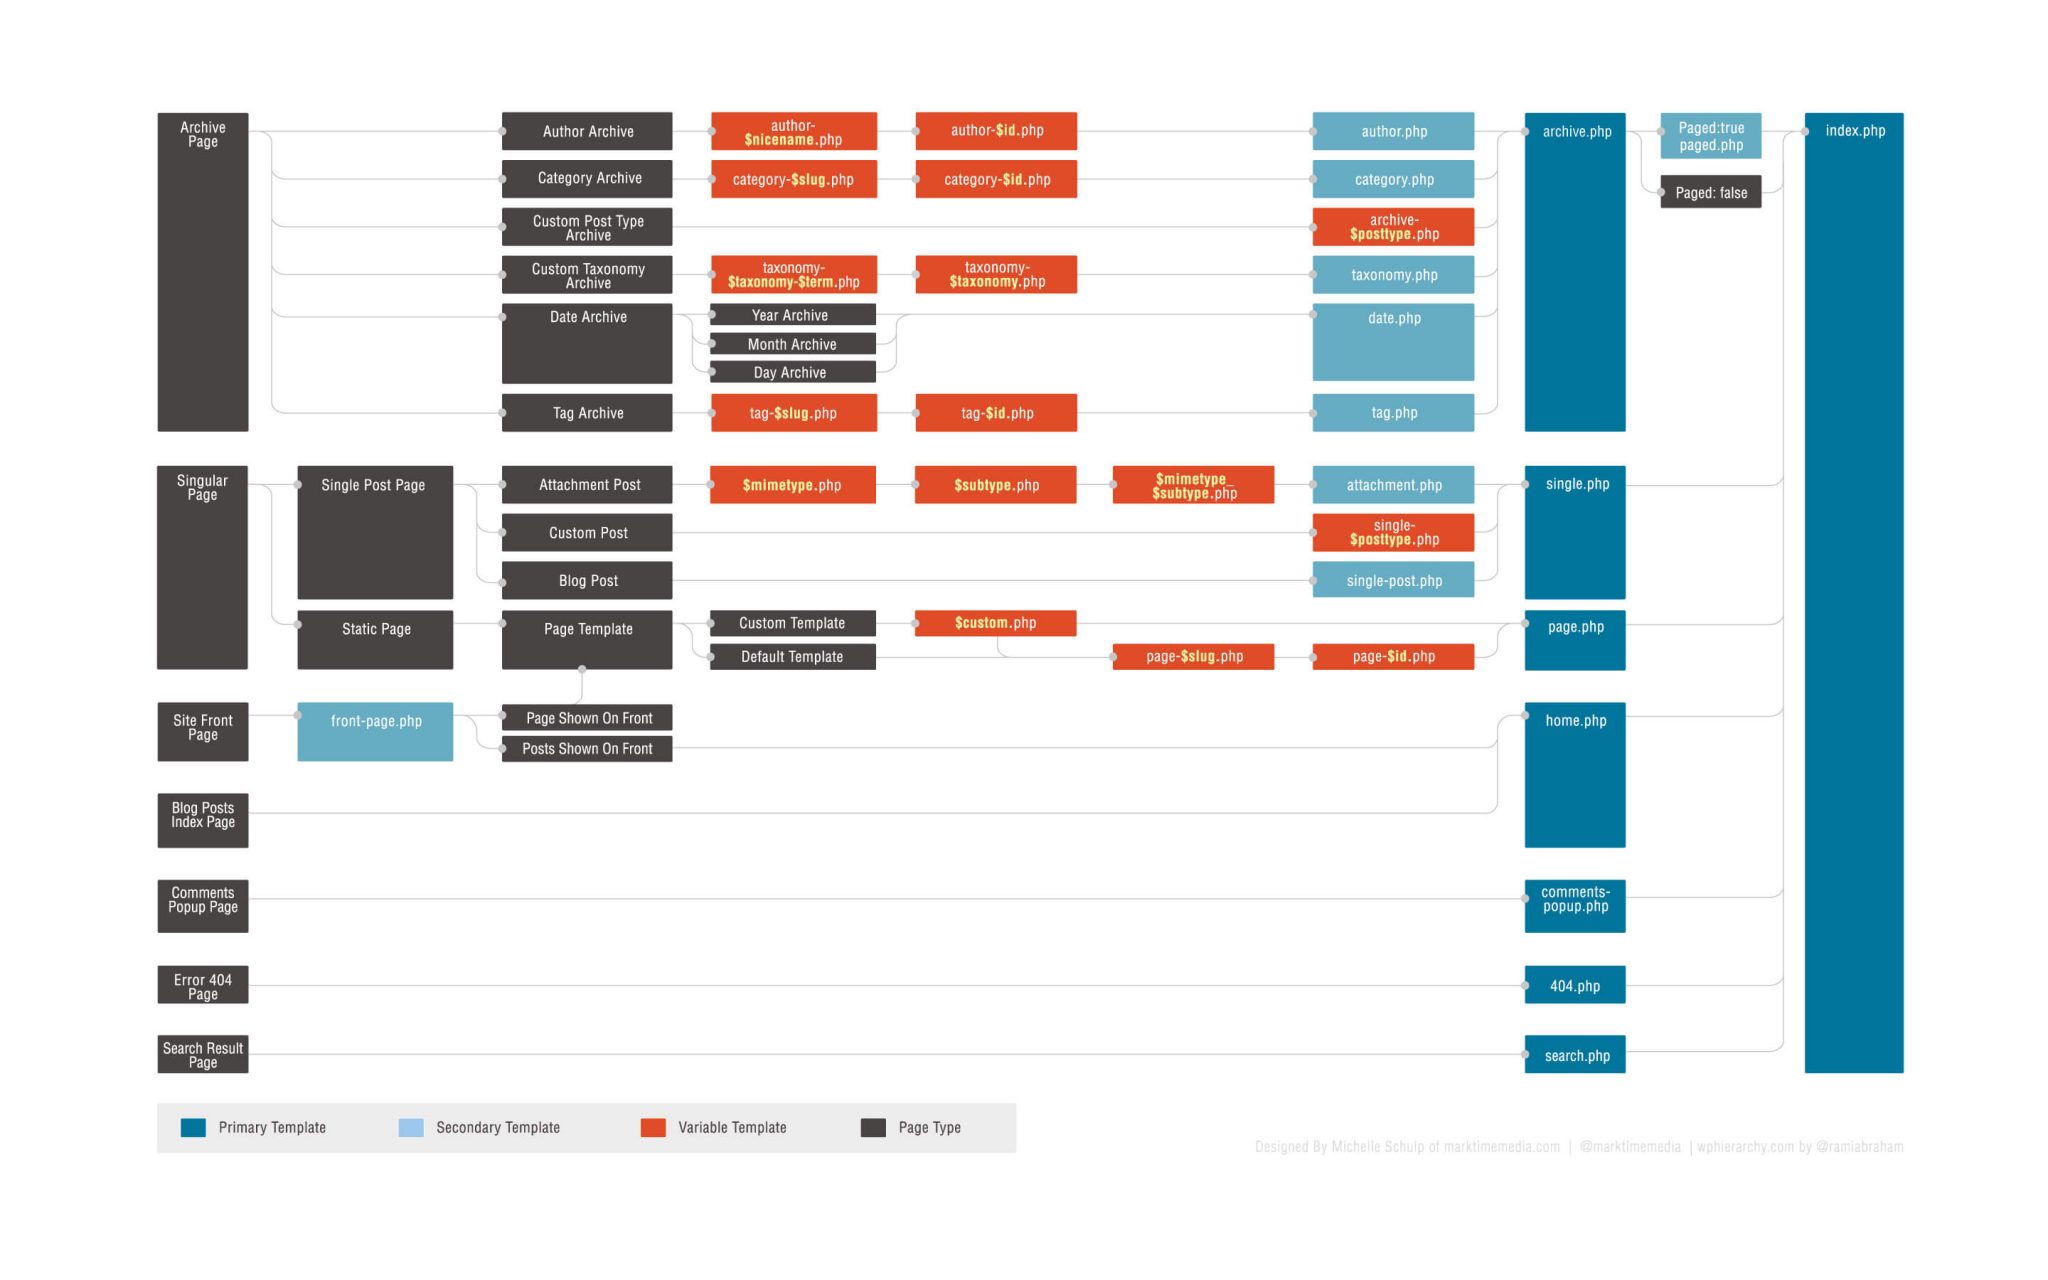 Archive
Page
Author Archive
author-
$nicename.php
author-$id.php
author.php
archive.php
Paged:true
paged.php
index.php
Category Archive
category-$slug.php
category-$id.php
category.php
Paged: false
Custom Post Type
Archive
archive-
$posttype.php
Custom Taxonomy
Archive
taxonomy-
$taxonomy-$term.php
taxonomy-
$taxonomy.php
taxonomy.php
Date Archive
Year Archive
date.php
Month Archive
Day Archive
Tag Archive
tag-$slug.php
tag-$id.php
tag.php
Singular
Page
Single Post Page
Attachment Post
$mimetype.php
$subtype.php
$mimetype_
$subtype.php
attachment.php
single.php
Custom Post
single-
$posttype.php
Blog Post
single-post.php
Static Page
Page Template
Custom Template
$custom.php
page.php
Default Template
page-$slug.php
page-$id.php
Site Front
Page
front-page.php
Page Shown On Front
home.php
Posts Shown On Front
Blog Posts
Index Page
Comments
Popup Page
comments-
popup.php
Error 404
Page
404.php
Search Result
Page
search.php
Primary Template
Secondary Template
Variable Template
Page Type
Designed By Michelle Schulp of marktimemedia.com | @marktimemedia | wphierarchy.com by @ramiabraham